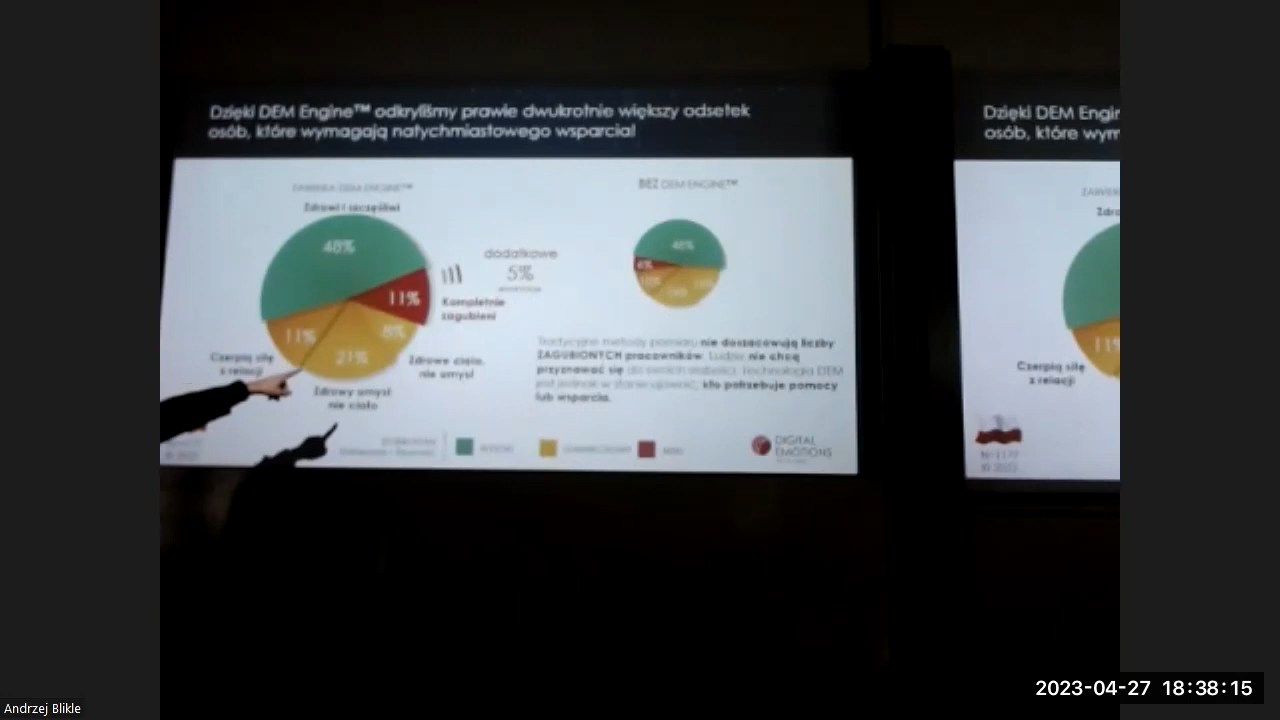 Dzięki DEM Engine™ odkryliśmy prawie dwukrotnie większy odsetek
osób, które wymagają natychmiastowego wsparcia!
DEM ENGINE™
Zdrowi i szczęśliwi
48%
11%
8%
21%
11%
dodatkowe
5%
Kompletnie
zagubieni
Zdrowe ciało,
nie umysł
Zdrowy umysł
nie ciało
Czerpią siłę
z relacji
BEZ DEM ENGINE™
48%
6%
Tradycyjne metody pomiaru nie doszacowują liczby
ZAGUBIONYCH pracowników. Ludzie nie chcą
przyznawać się do swoich słabości. Technologia DEM
jest jednak w stanie ujawnić, kto potrzebuje pomocy
lub wsparcia.
DIGITAL
EMOTIONS
Dzięki DEM Engin
osób, które wym
Zdro
11%
Czerpią siłę
z relacji
Andrzej Blikle
2023-04-27 18:38:15